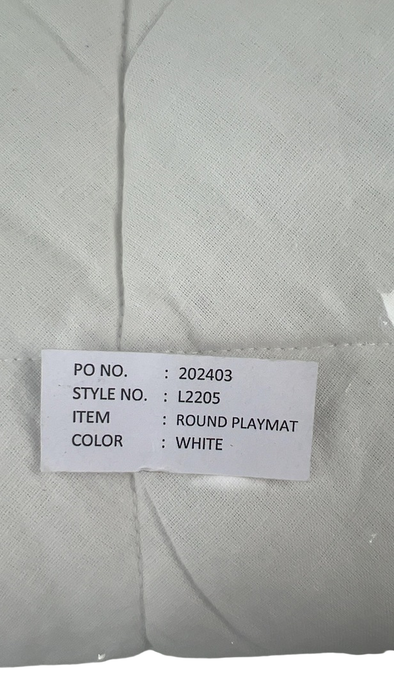 PO NO. : 202403
STYLE NO. : L2205
ITEM : ROUND PLAYMAT
COLOR : WHITE